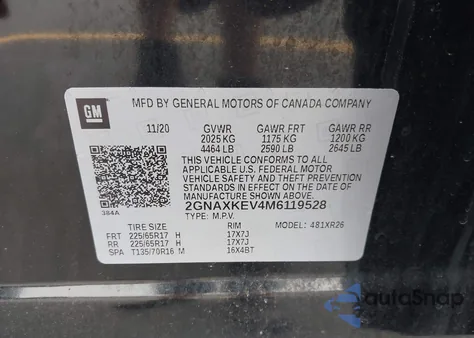 GM
MFD BY GENERAL MOTORS OF CANADA COMPANY
11/20 GVWR GAWR FRT GAWR RR
2025 KG 1175 KG 1200 KG
4464 LB 2590 LB 2645 LB
THIS VEHICLE CONFORMS TO ALL
APPLICABLE U.S. FEDERAL MOTOR
VEHICLE SAFETY, BUMPER, AND THEFT
PREVENTION STANDARDS IN
EFFECT ON THE DATE OF
MANUFACTURE SHOWN ABOVE.
2GNAXKEV4M6119528
TYPE: M.P.V. MODEL: 481XR26
384A
TIRE SIZE RIM
FRT 225/65R17 H 17X7J
RR 225/65R17 H 17X7J
SPA T135/70R16 M 16X4BT
autoSnap